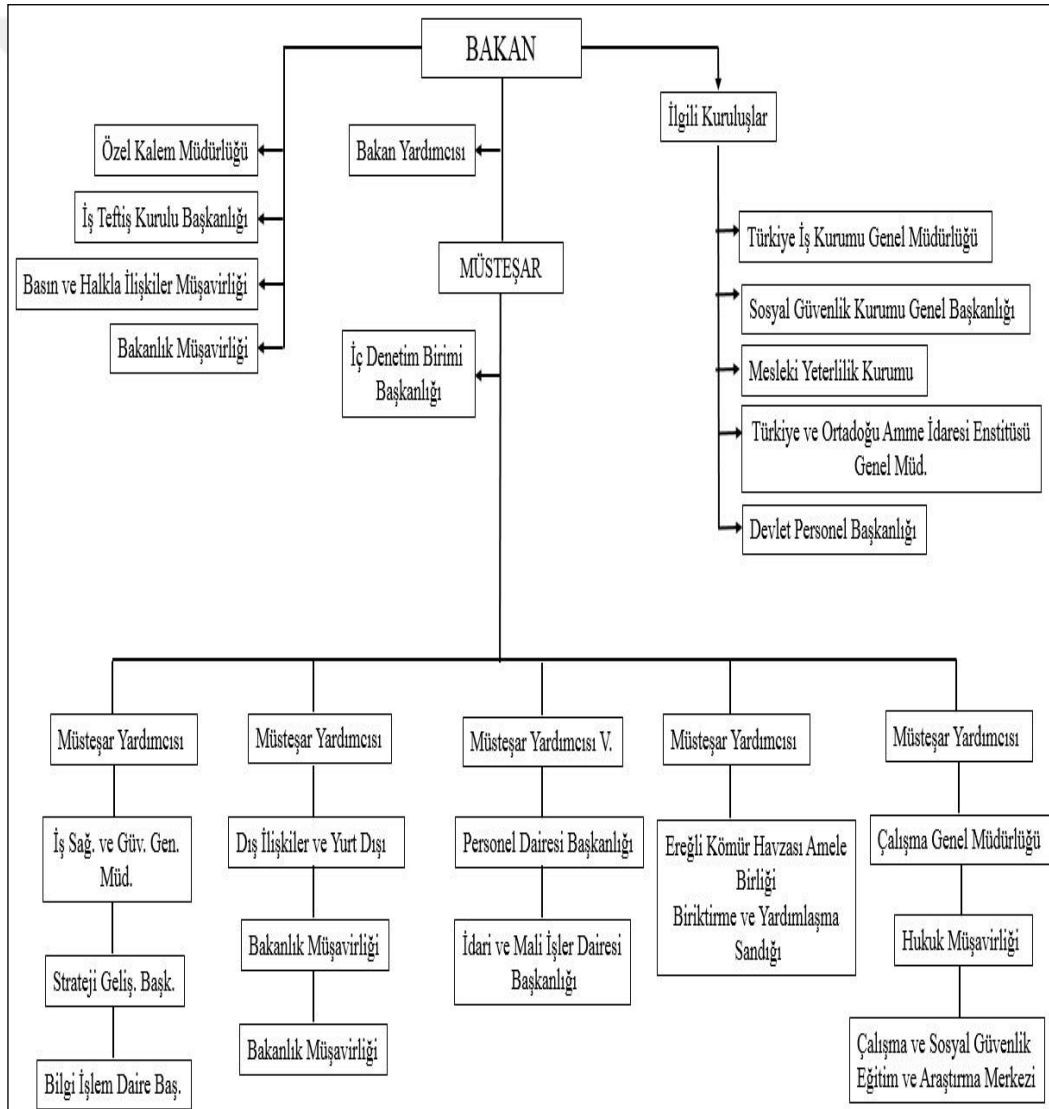 BAKAN
Özel Kalem Müdürlüğü
İş Teftiş Kurulu Başkanlığı
Basın ve Halkla İlişkiler Müşavirliği
Bakanlık Müşavirliği
Bakan Yardımcısı
MÜSTEŞAR
İç Denetim Birimi
Başkanlığı
İlgili Kuruluşlar
Türkiye İş Kurumu Genel Müdürlüğü
Sosyal Güvenlik Kurumu Genel Başkanlığı
Mesleki Yeterlilik Kurumu
Türkiye ve Ortadoğu Amme İdaresi Enstitüsü
Genel Müd.
Devlet Personel Başkanlığı
Müsteşar Yardımcısı
İş Sağ. ve Güv. Gen.
Müd.
Strateji Geliş. Başk.
Bilgi İşlem Daire Baş.
Müsteşar Yardımcısı
Dış İlişkiler ve Yurt Dışı
Bakanlık Müşavirliği
Bakanlık Müşavirliği
Müsteşar Yardımcısı V.
Personel Dairesi Başkanlığı
İdari ve Mali İşler Dairesi
Başkanlığı
Müsteşar Yardımcısı
Ereğli Kömür Havzası Amele
Birliği
Biriktirme ve Yardımlaşma
Sandığı
Müsteşar Yardımcısı
Çalışma Genel Müdürlüğü
Hukuk Müşavirliği
Çalışma ve Sosyal Güvenlik
Eğitim ve Araştırma Merkezi